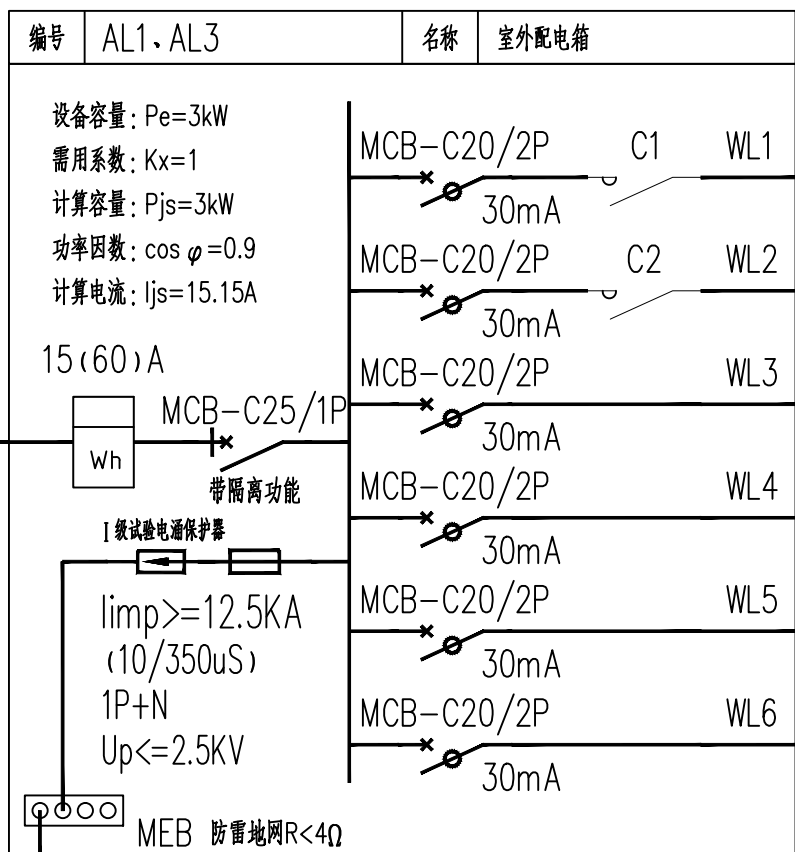 编号 AL1、AL3 名称 室外配电箱
设备容量: Pe=3kW
需用系数: Kx=1
计算容量: Pjs=3kW
功率因数: cosφ=0.9
计算电流: Ijs=15.15A
15(60)A
Wh
MCB-C25/1P
带隔离功能
I级试验电涌保护器
Iimp>=12.5KA
(10/350uS)
1P+N
Up<=2.5KV
MEB 防雷地网R<4Ω
MCB-C20/2P C1 WL1
30mA
MCB-C20/2P C2 WL2
30mA
MCB-C20/2P WL3
30mA
MCB-C20/2P WL4
30mA
MCB-C20/2P WL5
30mA
MCB-C20/2P WL6
30mA